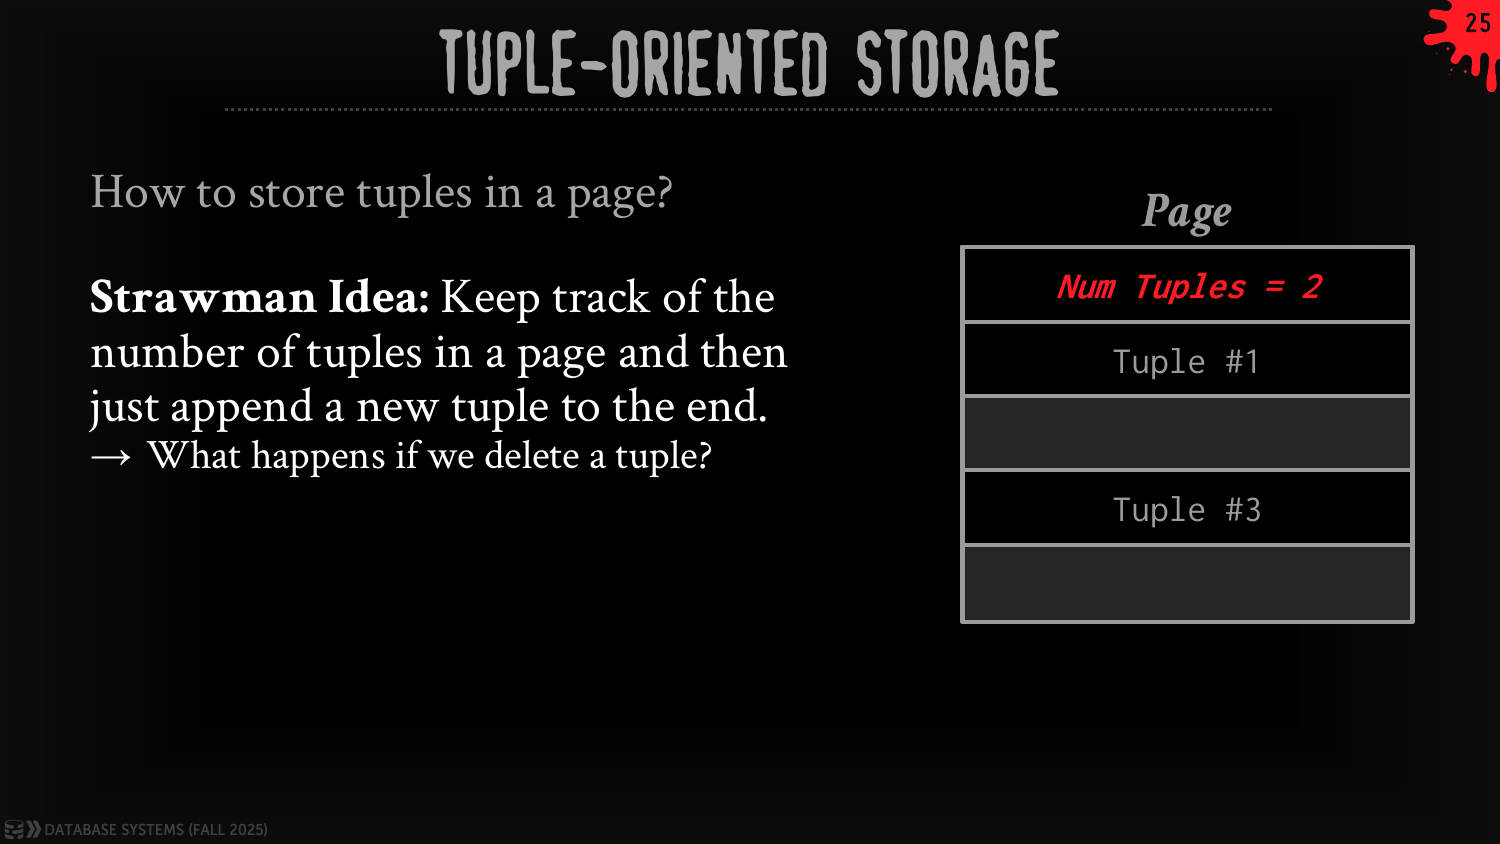 TUPLE-ORIENTED STORAGE
25
How to store tuples in a page?
Strawman Idea: Keep track of the
number of tuples in a page and then
just append a new tuple to the end.
→ What happens if we delete a tuple?
Page
Num Tuples = 2
Tuple #1
Tuple #3
DATABASE SYSTEMS (FALL 2025)